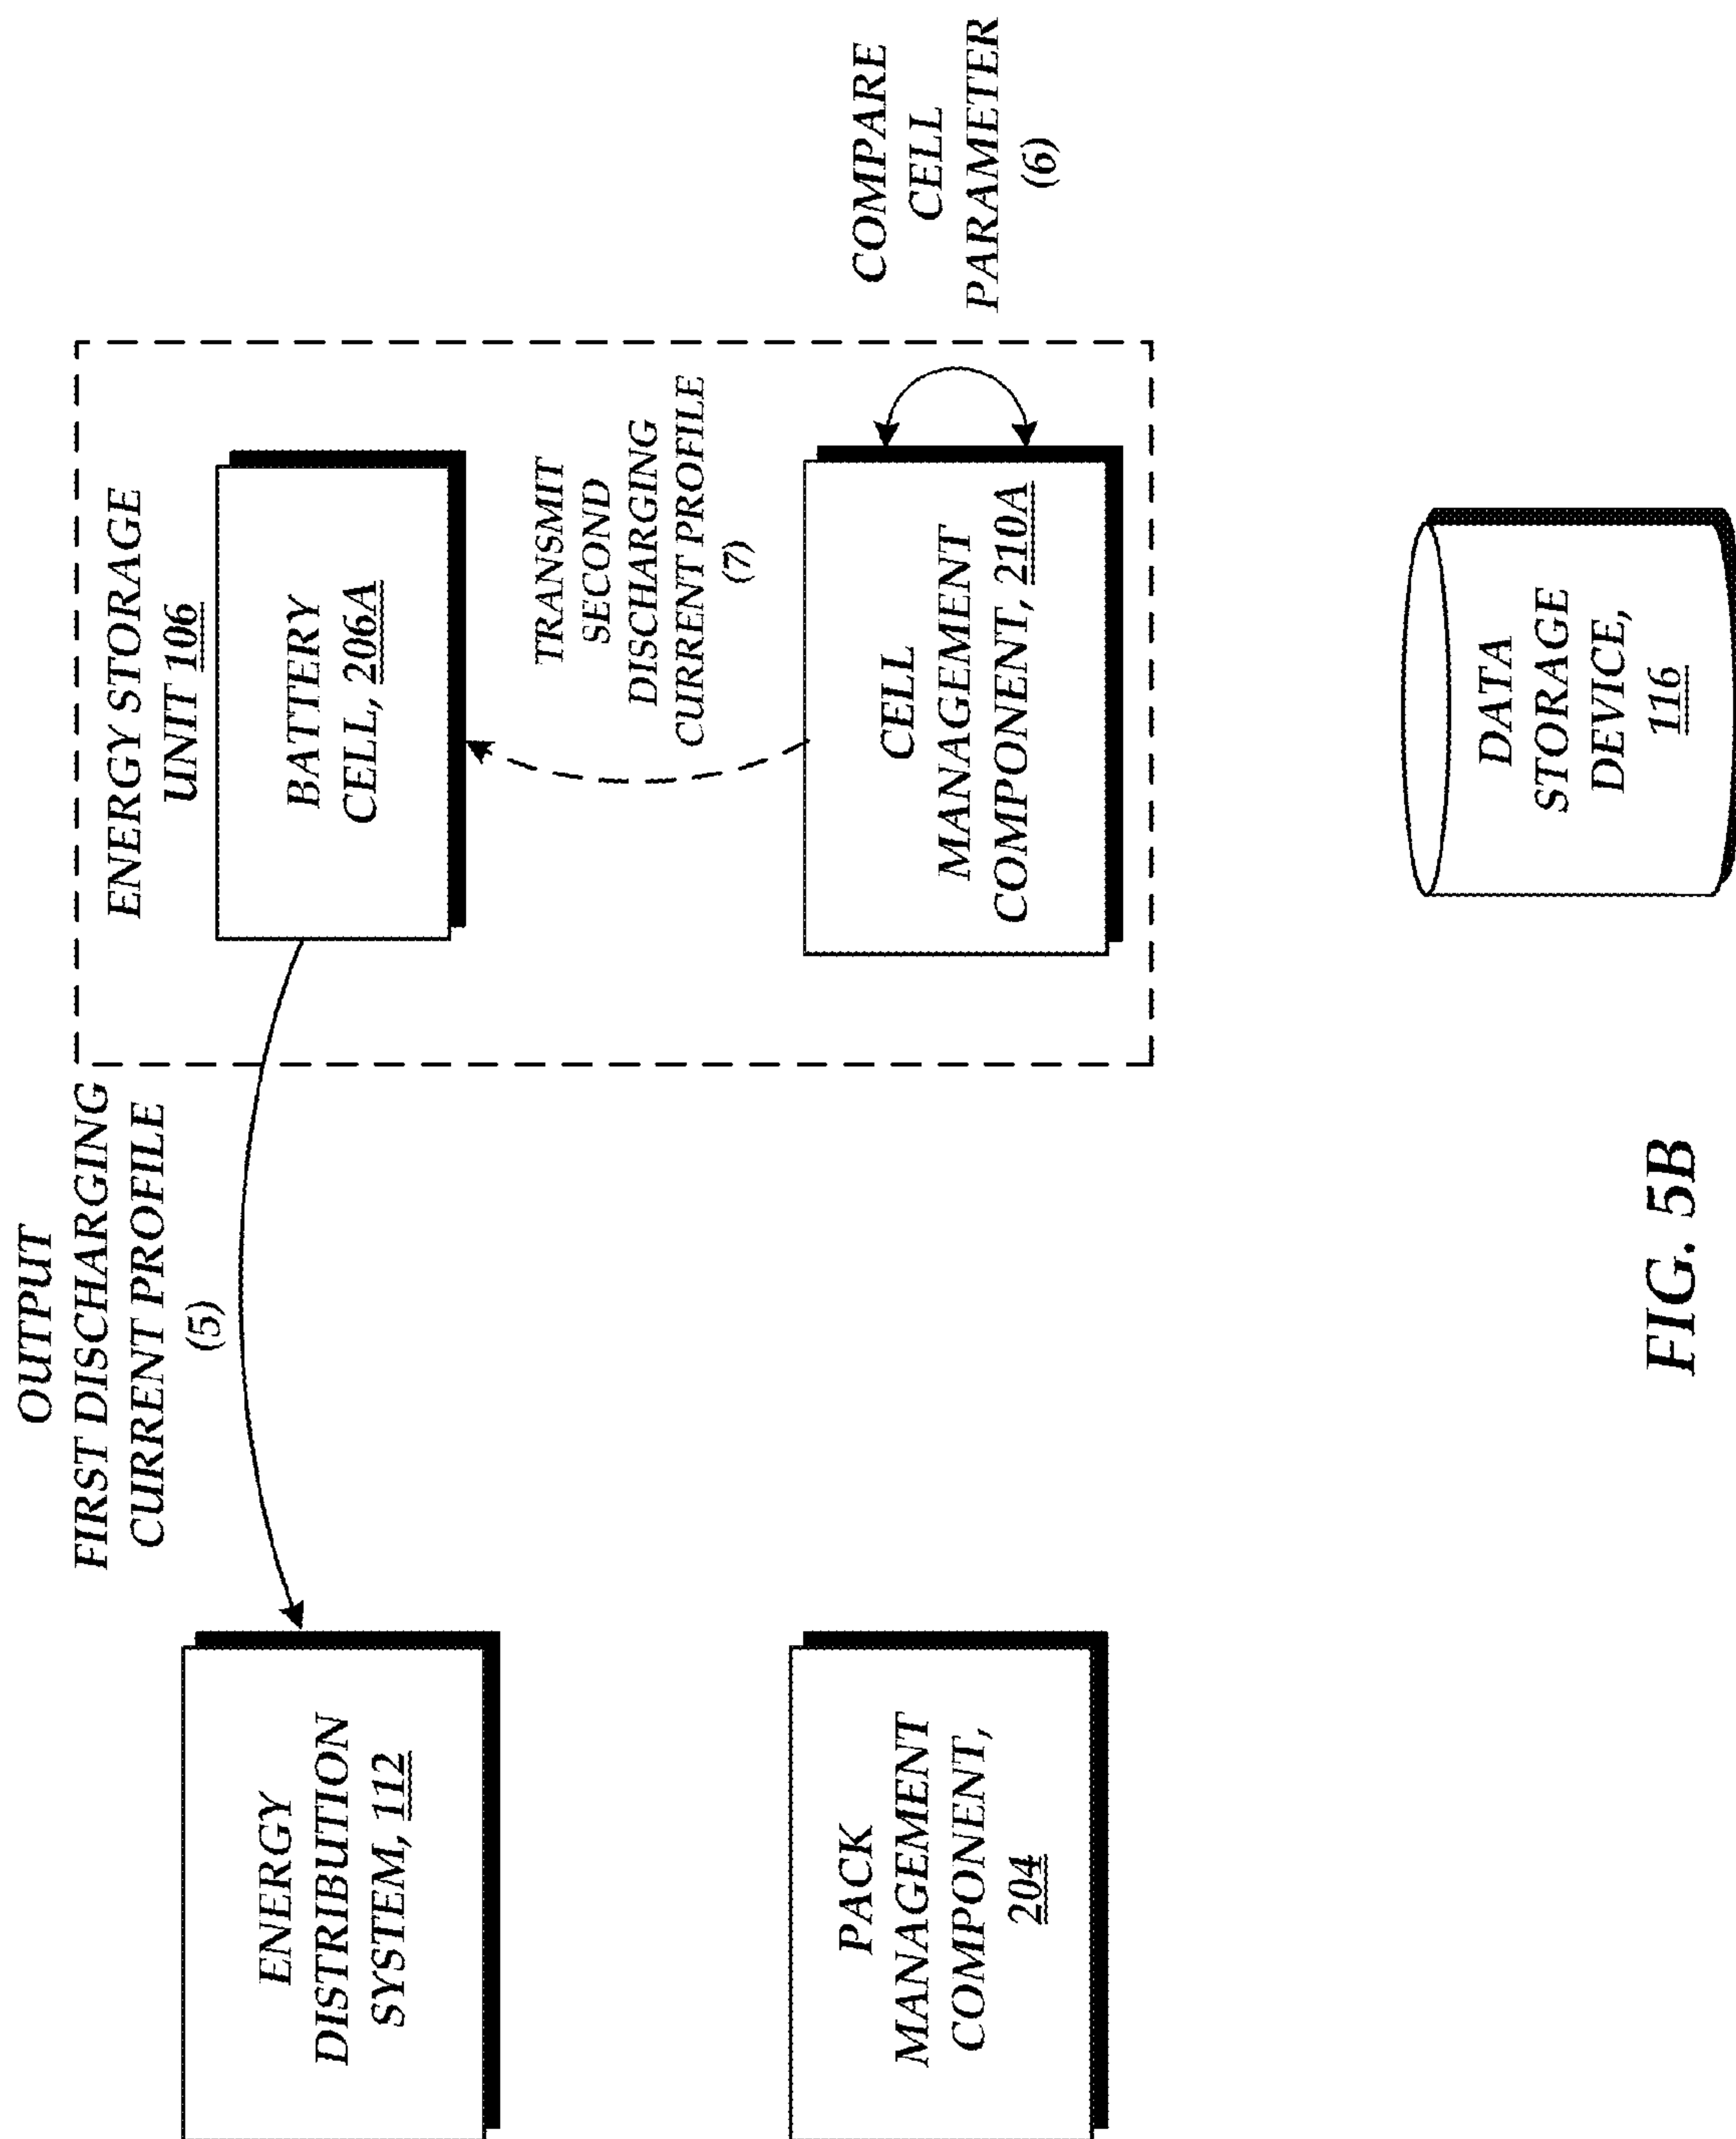 OUTPUT
FIRST DISCHARGING
CURRENT PROFILE
(5)
ENERGY STORAGE
UNIT 106
ENERGY
DISTRIBUTION
SYSTEM, 112
BATTERY
CELL, 206A
TRANSMIT
SECOND
DISCHARGING
CURRENT PROFILE
(7)
PACK
MANAGEMENT
COMPONENT,
204
CELL
MANAGEMENT
COMPONENT, 210A
COMPARE
CELL
PARAMETER
(6)
DATA
STORAGE
DEVICE,
116
FIG. 5B